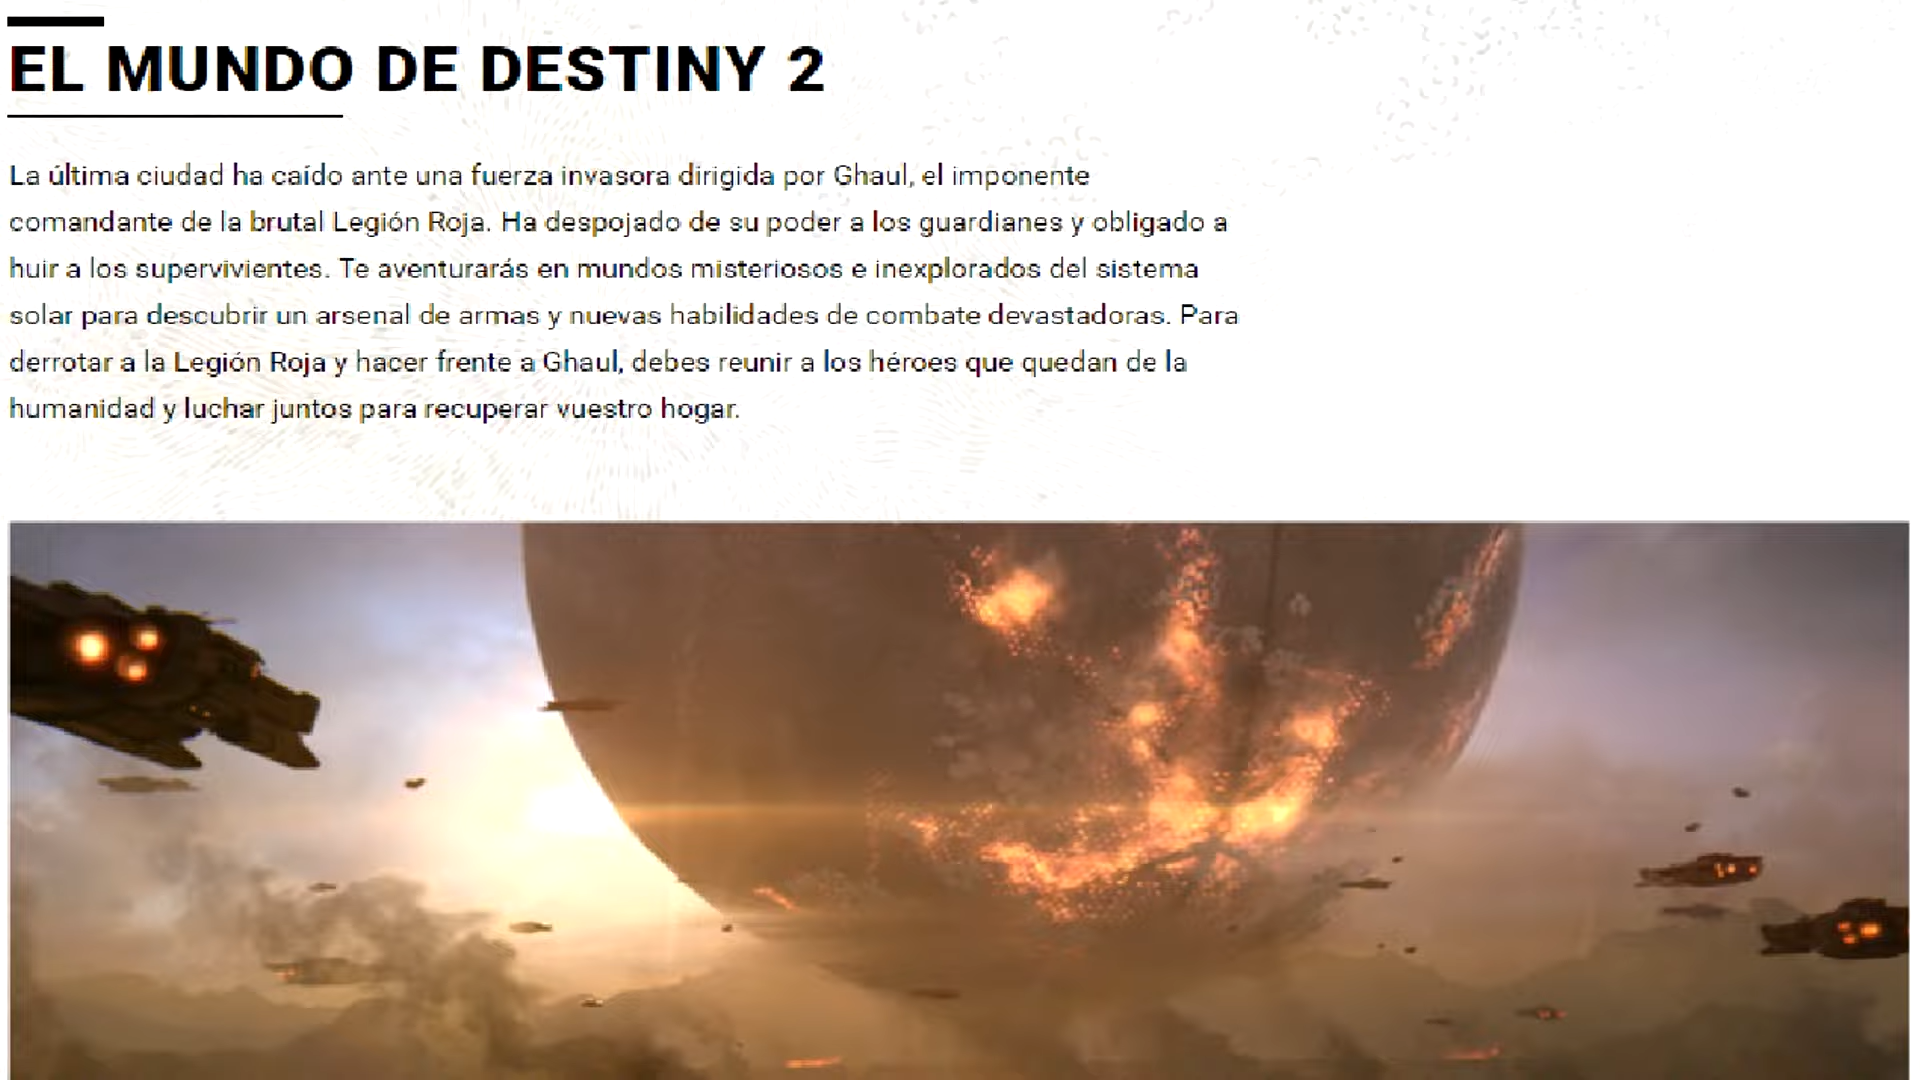 EL MUNDO DE DESTINY 2
La última ciudad ha caído ante una fuerza invasora dirigida por Ghaul, el imponente
comandante de la brutal Legión Roja. Ha despojado de su poder a los guardianes y obligado a
huir a los supervivientes. Te aventurarás en mundos misteriosos e inexplorados del sistema
solar para descubrir un arsenal de armas y nuevas habilidades de combate devastadoras. Para
derrotar a la Legión Roja y hacer frente a Ghaul, debes reunir a los héroes que quedan de la
humanidad y luchar juntos para recuperar vuestro hogar.